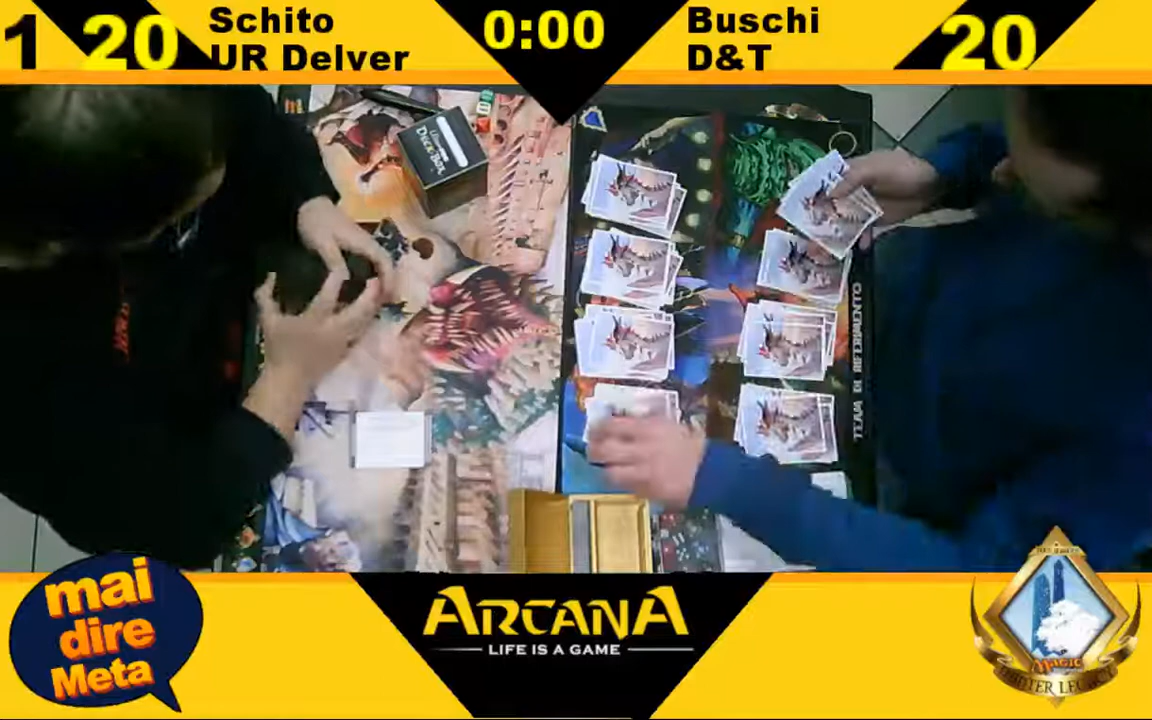 1
20
Schito
UR Delver
0:00
Buschi
D&T
20
DECK BOX
TEAM DI RIFERIMENTO
mai
dire
Meta
ARCANA
LIFE IS A GAME
MAGIC